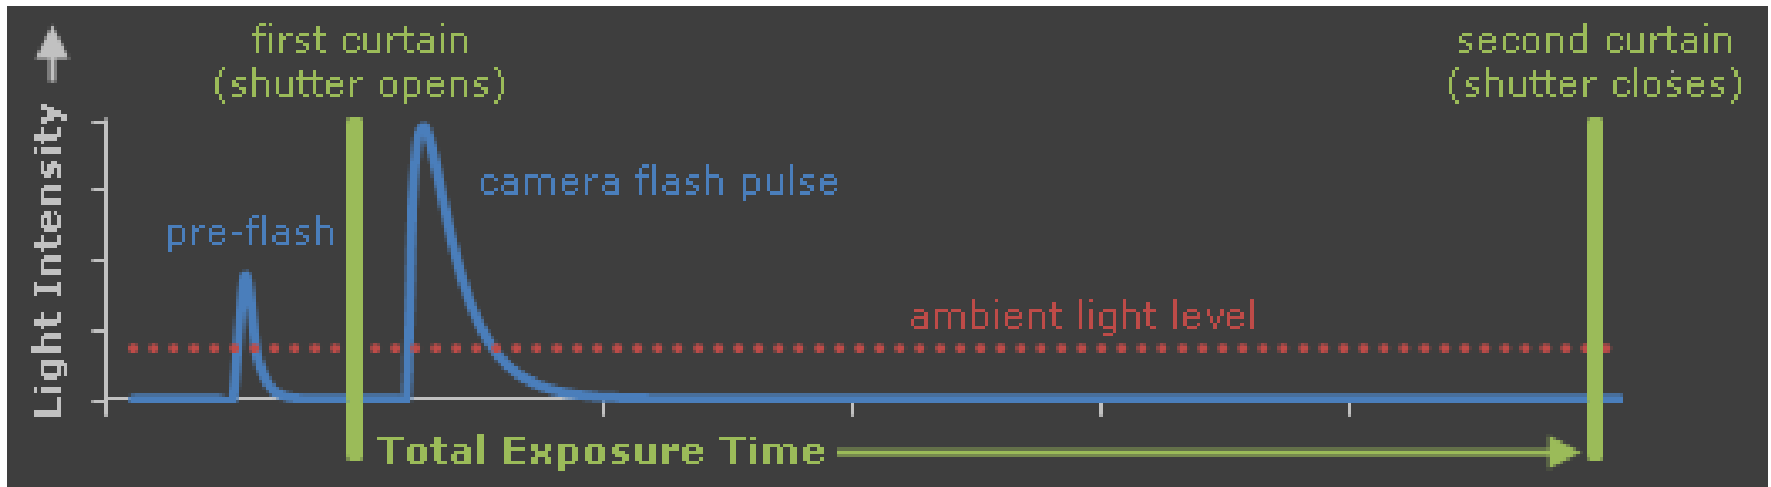 first curtain
(shutter opens)
second curtain
(shutter closes)
Light Intensity
camera flash pulse
pre-flash
ambient light level
Total Exposure Time